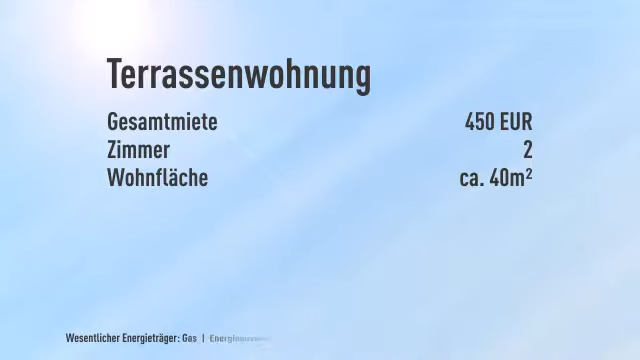 Terrassenwohnung
Gesamtmiete 450 EUR
Zimmer 2
Wohnfläche ca. 40m²
Wesentlicher Energieträger: Gas |